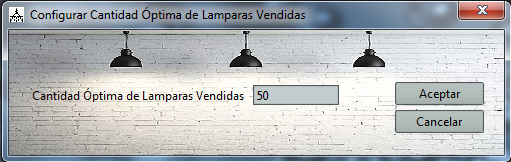 Configurar Cantidad Óptima de Lamparas Vendidas
Cantidad Óptima de Lamparas Vendidas 50
Aceptar
Cancelar